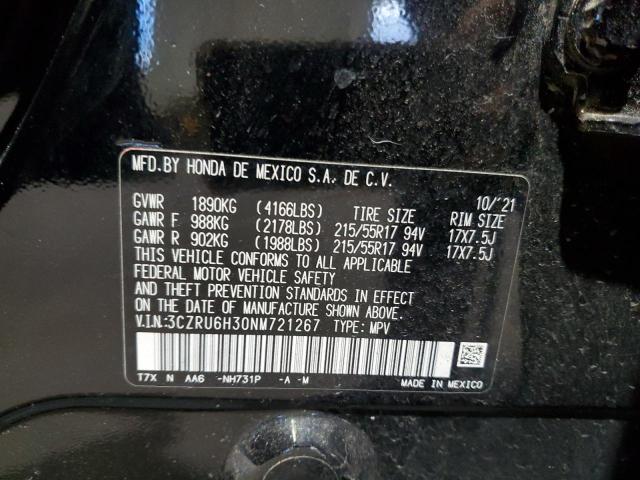 MFD.BY HONDA DE MEXICO S.A. DE C.V.
10/'21
GVWR 1890KG (4166LBS) TIRE SIZE RIM SIZE
GAWR F 988KG (2178LBS) 215/55R17 94V 17X7.5J
GAWR R 902KG (1988LBS) 215/55R17 94V 17X7.5J
THIS VEHICLE CONFORMS TO ALL APPLICABLE
FEDERAL MOTOR VEHICLE SAFETY
AND THEFT PREVENTION STANDARDS IN EFFECT
ON THE DATE OF MANUFACTURE SHOWN ABOVE.
V.I.N.:3CZRU6H30NM721267 TYPE: MPV
T7X N AA6 -NH731P -A -M MADE IN MEXICO